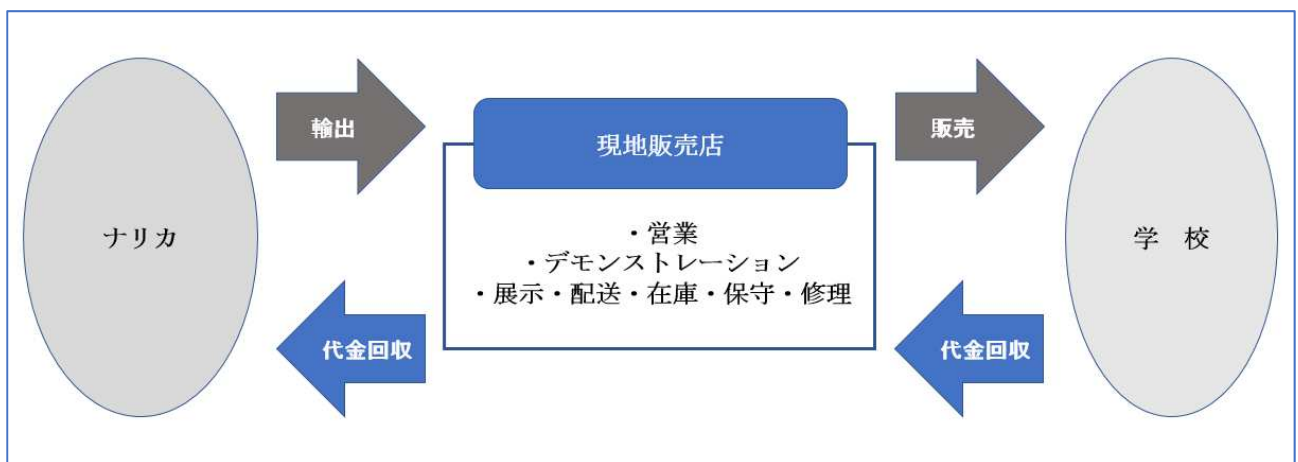 ナリカ
輸出
代金回収
現地販売店
・営業
・デモンストレーション
・展示・配送・在庫・保守・修理
販売
代金回収
学　校